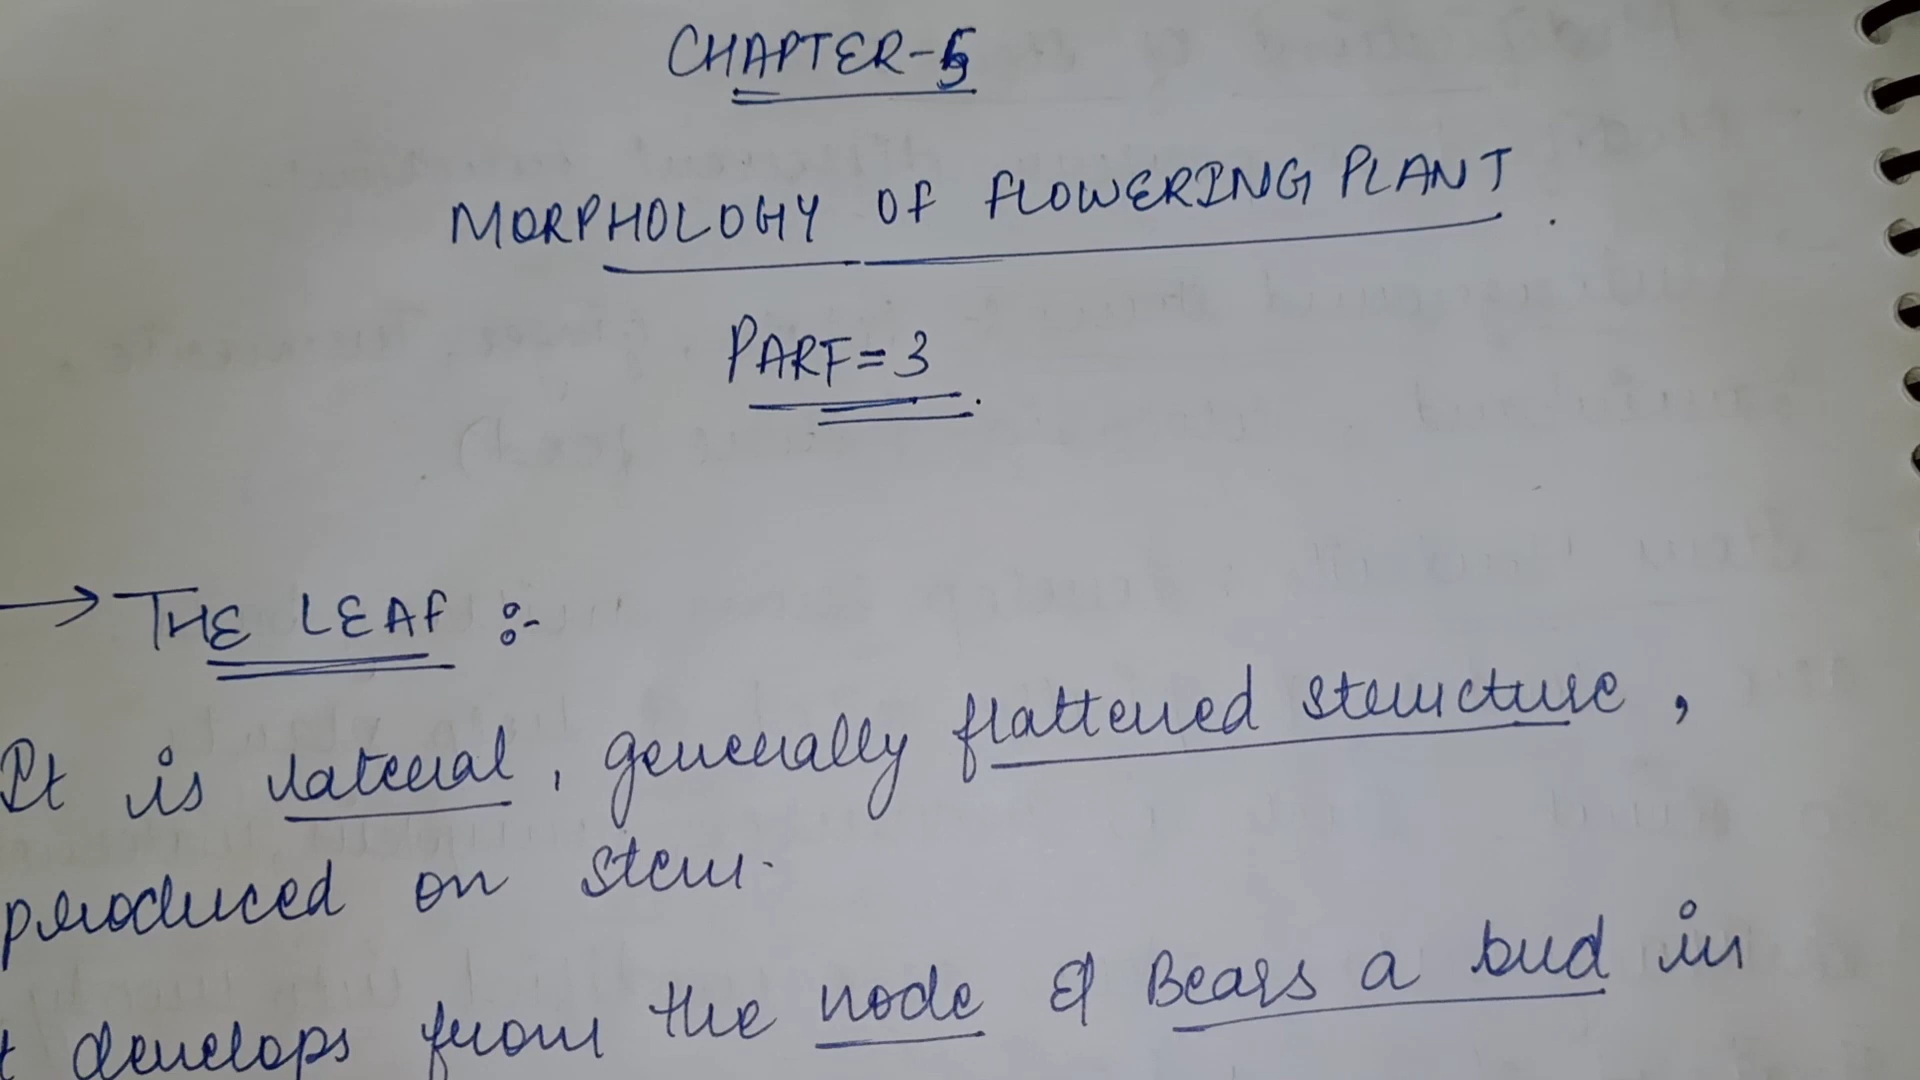 CHAPTER-5
MORPHOLOGY OF FLOWERING PLANT.
PART=3.
→ THE LEAF :-
It is lateral, generally flattened structure,
produced on stem.
t develops from the node & Bears a bud in